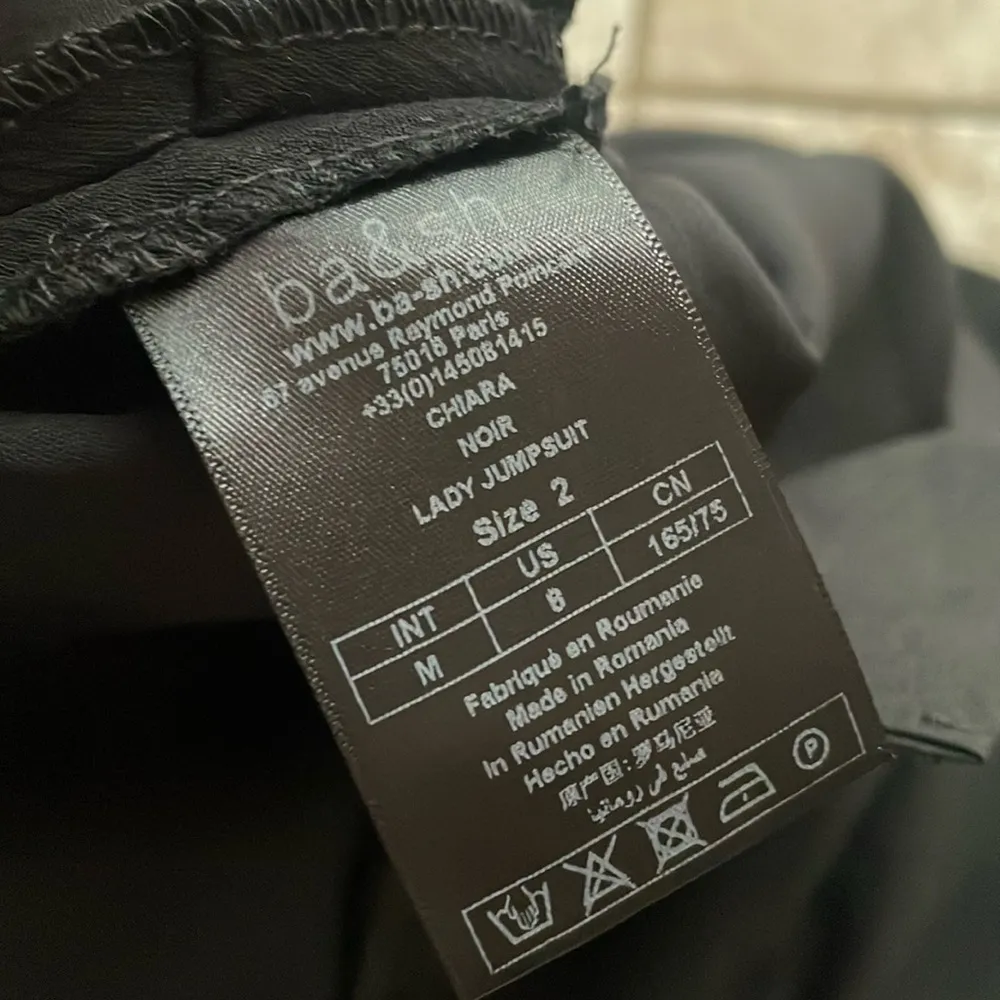 ba&sh
www.ba-sh.com
67 avenue Raymond Poincaré
75016 Paris
+33(0)145081415
CHIARA
NOIR
LADY JUMPSUIT
Size 2
INT US CN
M 8 165/75
Fabriqué en Roumanie
Made in Romania
In Rumanien Hergestellt
Hecho en Rumania
原产国:罗马尼亚
صنع في رومانيا
P